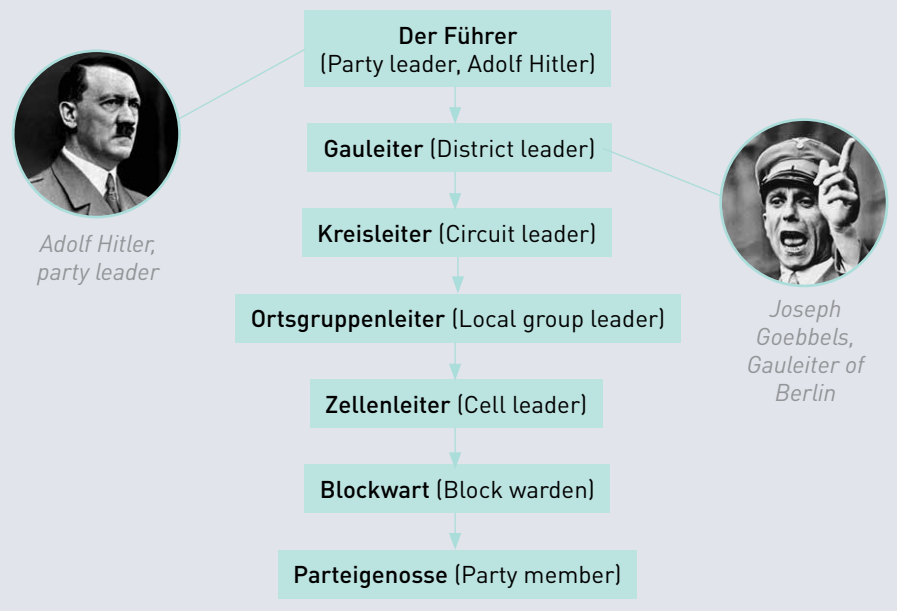 Der Führer
(Party leader, Adolf Hitler)
Gauleiter (District leader)
Adolf Hitler,
party leader
Kreisleiter (Circuit leader)
Ortsgruppenleiter (Local group leader)
Joseph
Goebbels,
Gauleiter of
Berlin
Zellenleiter (Cell leader)
Blockwart (Block warden)
Parteigenosse (Party member)